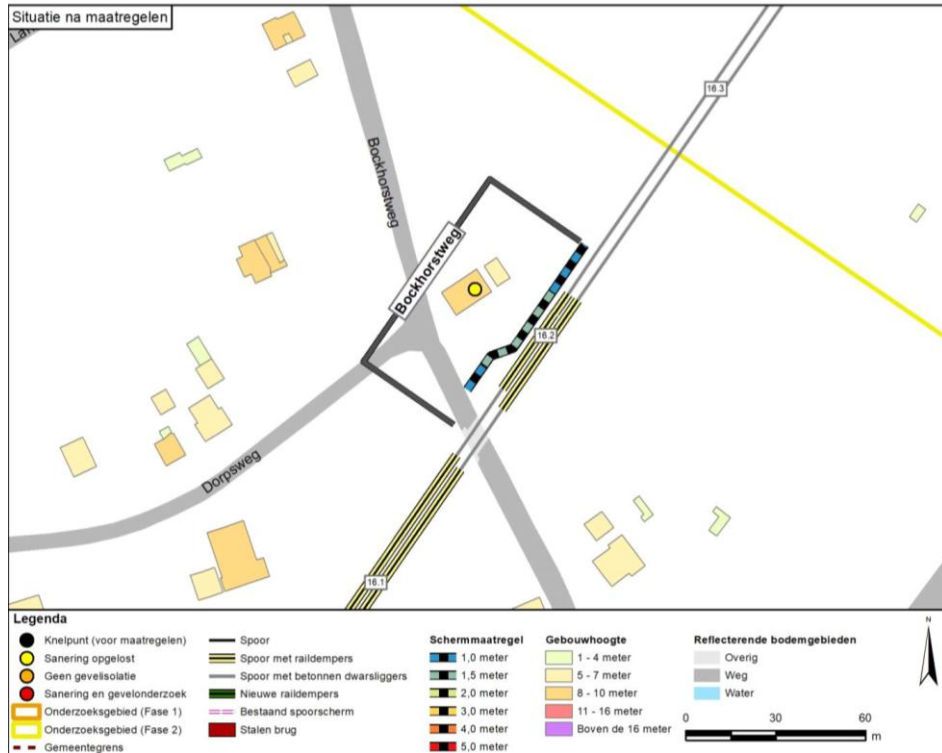 Situatie na maatregelen
Bockhorstweg
16.3
Bockhorstweg
16.2
Dorpsweg
16.1
Legenda
Knelpunt (voor maatregelen)
Sanering opgelost
Geen gevelisolatie
Sanering en gevelonderzoek
Onderzoeksgebied (Fase 1)
Onderzoeksgebied (Fase 2)
Gemeentegrens
Spoor
Spoor met raildempers
Spoor met betonnen dwarsliggers
Nieuwe raildempers
Bestaand spoorscherm
Stalen brug
Schermmaatregel
1,0 meter
1,5 meter
2,0 meter
3,0 meter
4,0 meter
5,0 meter
Gebouwhoogte
1 - 4 meter
5 - 7 meter
8 - 10 meter
11 - 16 meter
Boven de 16 meter
Reflecterende bodemgebieden
Overig
Weg
Water
N
0 30 60
m